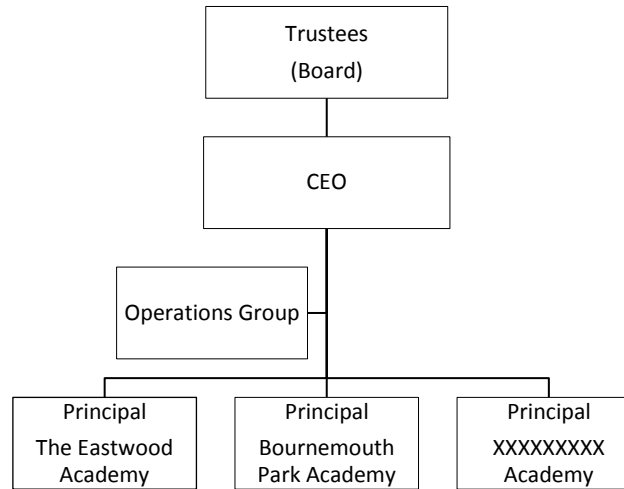 Trustees
(Board)
CEO
Operations Group
Principal
The Eastwood
Academy
Principal
Bournemouth
Park Academy
Principal
XXXXXXXXX
Academy